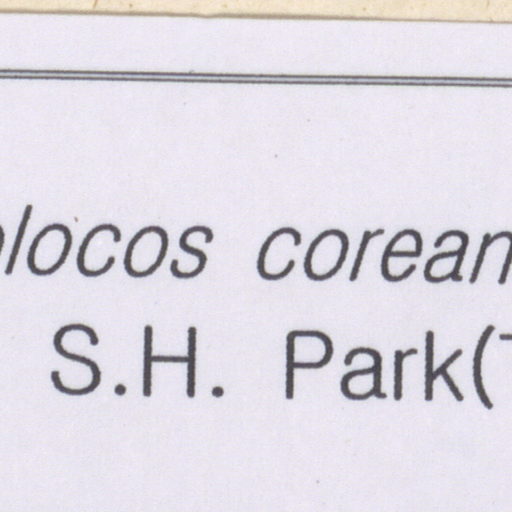 plocos corean
S.H. Park(